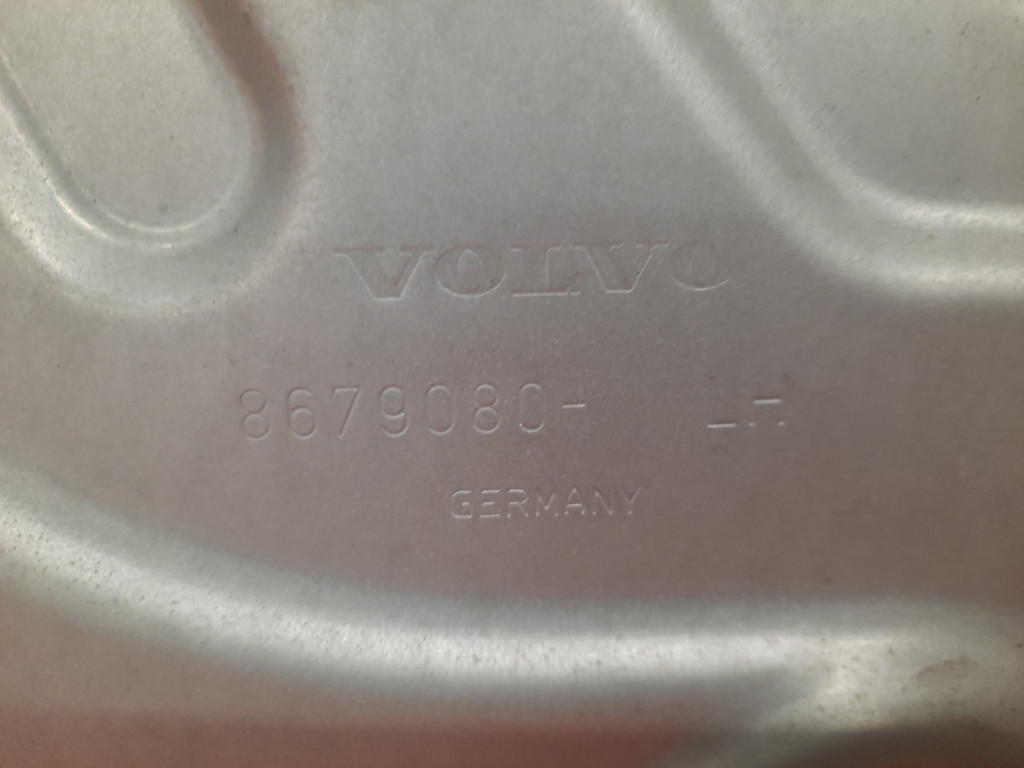 VOLVO
8679080- LH
GERMANY